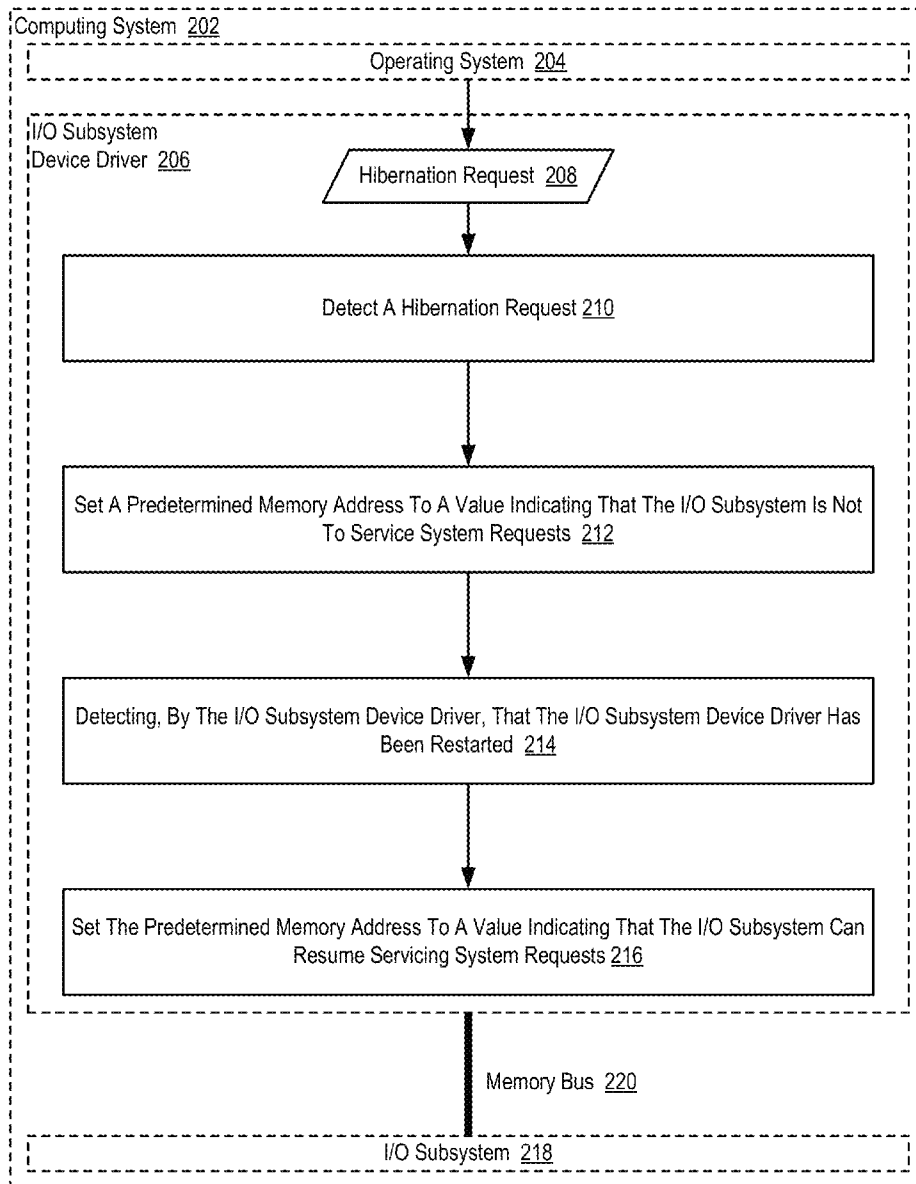 Computing System 202
Operating System 204
I/O Subsystem
Device Driver 206
Hibernation Request 208
Detect A Hibernation Request 210
Set A Predetermined Memory Address To A Value Indicating That The I/O Subsystem Is Not
To Service System Requests 212
Detecting, By The I/O Subsystem Device Driver, That The I/O Subsystem Device Driver Has
Been Restarted 214
Set The Predetermined Memory Address To A Value Indicating That The I/O Subsystem Can
Resume Servicing System Requests 216
Memory Bus 220
I/O Subsystem 218